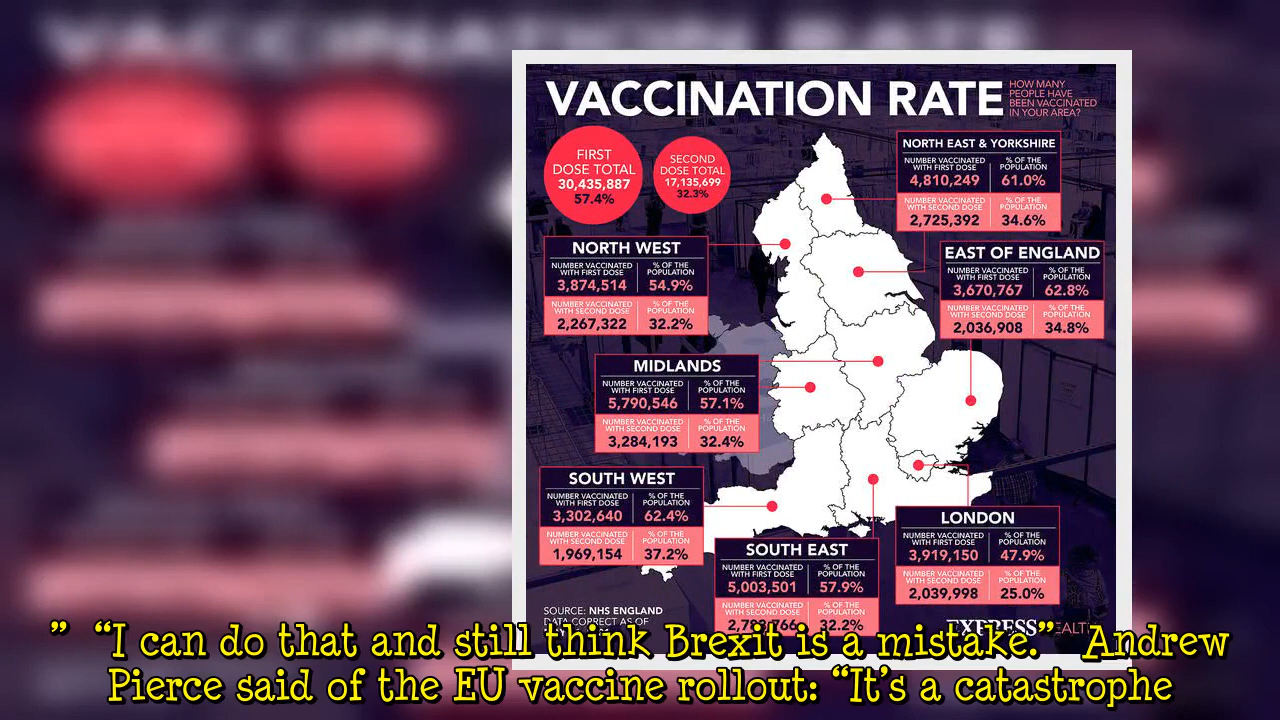 VACCINATION RATE
HOW MANY
PEOPLE HAVE
BEEN VACCINATED
IN YOUR AREA?
FIRST
DOSE TOTAL
30,435,887
57.4%
SECOND
DOSE TOTAL
17,135,699
32.3%
NORTH EAST & YORKSHIRE
NUMBER VACCINATED
WITH FIRST DOSE
4,810,249
% OF THE
POPULATION
61.0%
NUMBER VACCINATED
WITH SECOND DOSE
2,725,392
% OF THE
POPULATION
34.6%
NORTH WEST
NUMBER VACCINATED
WITH FIRST DOSE
3,874,514
% OF THE
POPULATION
54.9%
NUMBER VACCINATED
WITH SECOND DOSE
2,267,322
% OF THE
POPULATION
32.2%
EAST OF ENGLAND
NUMBER VACCINATED
WITH FIRST DOSE
3,670,767
% OF THE
POPULATION
62.8%
NUMBER VACCINATED
WITH SECOND DOSE
2,036,908
% OF THE
POPULATION
34.8%
MIDLANDS
NUMBER VACCINATED
WITH FIRST DOSE
5,790,546
% OF THE
POPULATION
57.1%
NUMBER VACCINATED
WITH SECOND DOSE
3,284,193
% OF THE
POPULATION
32.4%
SOUTH WEST
NUMBER VACCINATED
WITH FIRST DOSE
3,302,640
% OF THE
POPULATION
62.4%
NUMBER VACCINATED
WITH SECOND DOSE
1,969,154
% OF THE
POPULATION
37.2%
SOUTH EAST
NUMBER VACCINATED
WITH FIRST DOSE
5,003,501
% OF THE
POPULATION
57.9%
NUMBER VACCINATED
WITH SECOND DOSE
% OF THE
POPULATION
32.2%
LONDON
NUMBER VACCINATED
WITH FIRST DOSE
3,919,150
% OF THE
POPULATION
47.9%
NUMBER VACCINATED
WITH SECOND DOSE
2,039,998
% OF THE
POPULATION
25.0%
SOURCE: NHS ENGLAND
DATA CORRECT AS OF
EXPRESS HEALTH
” “I can do that and still think Brexit is a mistake.” Andrew
Pierce said of the EU vaccine rollout: “It’s a catastrophe